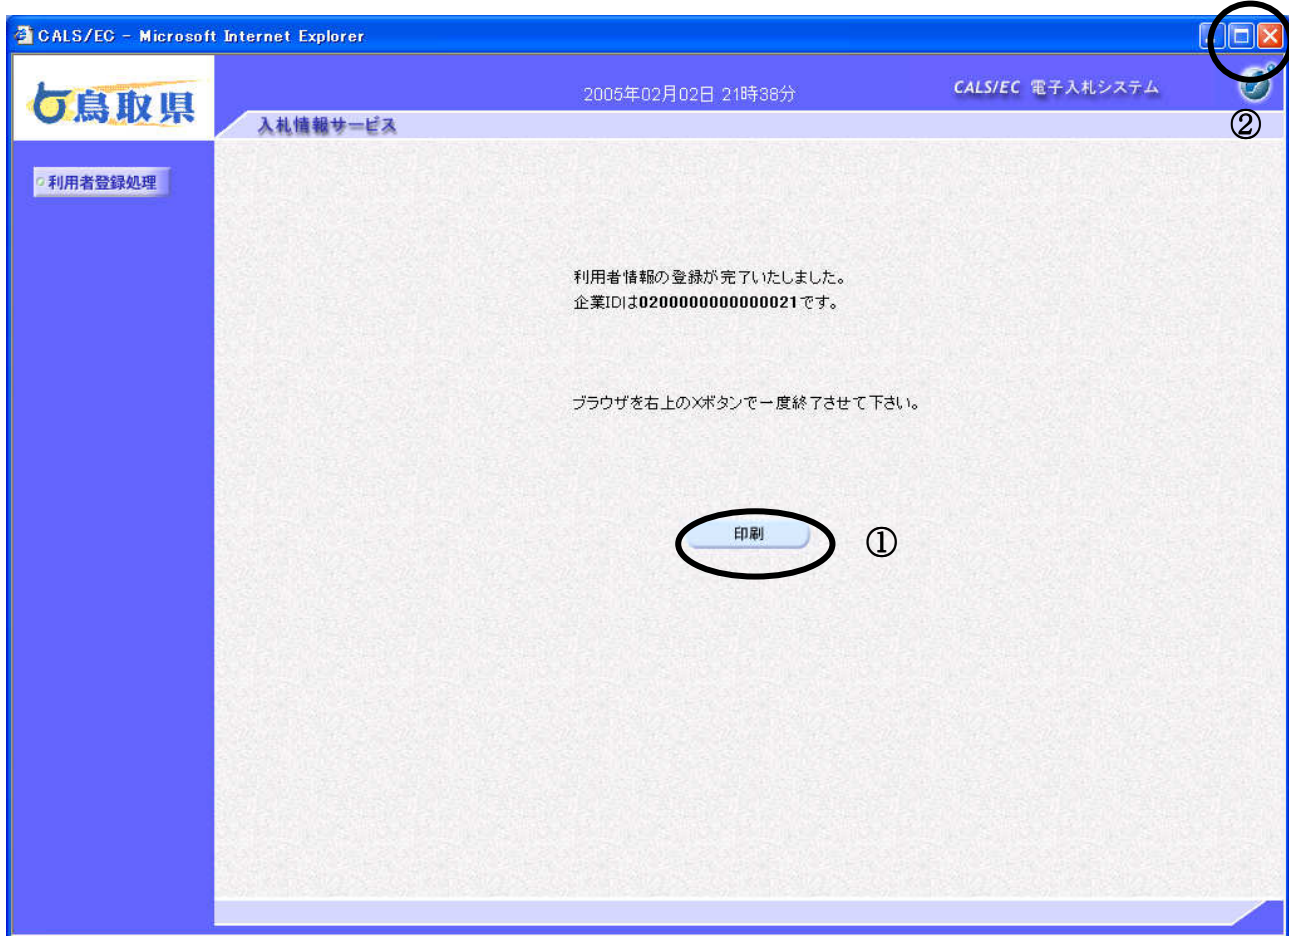 CALS/EC - Microsoft Internet Explorer
鳥取県
2005年02月02日 21時38分
CALS/EC 電子入札システム
②
入札情報サービス
利用者登録処理
利用者情報の登録が完了いたしました。
企業IDは0200000000000021です。
ブラウザを右上の×ボタンで一度終了させて下さい。
印刷
①